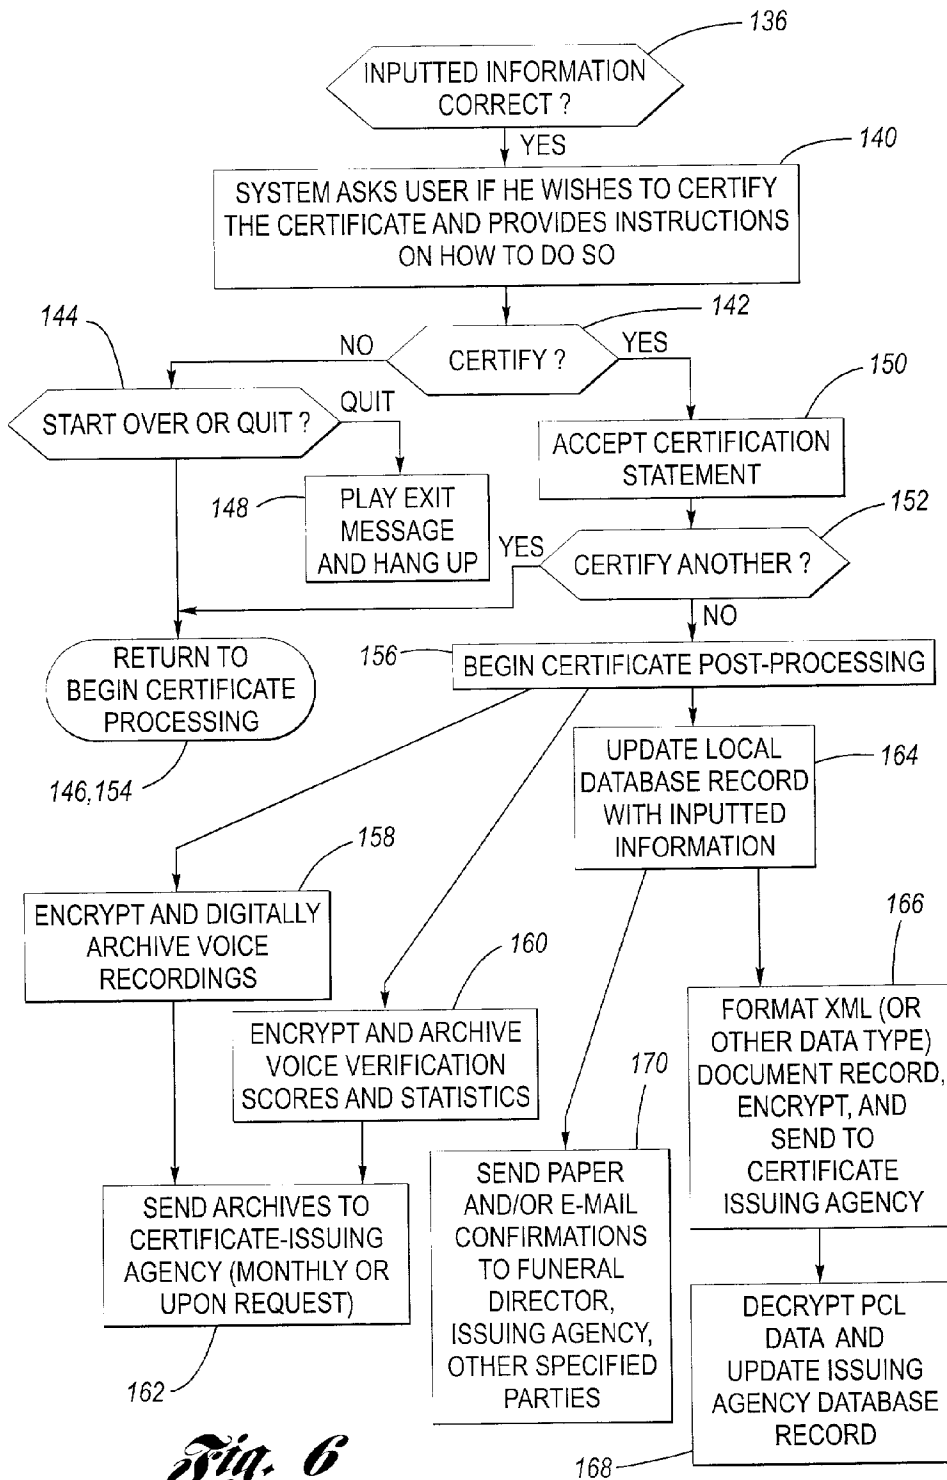 136
INPUTTED INFORMATION
CORRECT ?
YES
140
SYSTEM ASKS USER IF HE WISHES TO CERTIFY
THE CERTIFICATE AND PROVIDES INSTRUCTIONS
ON HOW TO DO SO
142
CERTIFY ?
NO
YES
144
START OVER OR QUIT ?
QUIT
148
PLAY EXIT
MESSAGE
AND HANG UP
150
ACCEPT CERTIFICATION
STATEMENT
152
CERTIFY ANOTHER ?
YES
NO
RETURN TO
BEGIN CERTIFICATE
PROCESSING
146,154
156
BEGIN CERTIFICATE POST-PROCESSING
164
UPDATE LOCAL
DATABASE RECORD
WITH INPUTTED
INFORMATION
158
ENCRYPT AND DIGITALLY
ARCHIVE VOICE
RECORDINGS
160
ENCRYPT AND ARCHIVE
VOICE VERIFICATION
SCORES AND STATISTICS
162
SEND ARCHIVES TO
CERTIFICATE-ISSUING
AGENCY (MONTHLY OR
UPON REQUEST)
170
SEND PAPER
AND/OR E-MAIL
CONFIRMATIONS
TO FUNERAL
DIRECTOR,
ISSUING AGENCY,
OTHER SPECIFIED
PARTIES
166
FORMAT XML (OR
OTHER DATA TYPE)
DOCUMENT RECORD,
ENCRYPT, AND
SEND TO
CERTIFICATE
ISSUING AGENCY
DECRYPT PCL
DATA AND
UPDATE ISSUING
AGENCY DATABASE
RECORD
168
Fig. 6